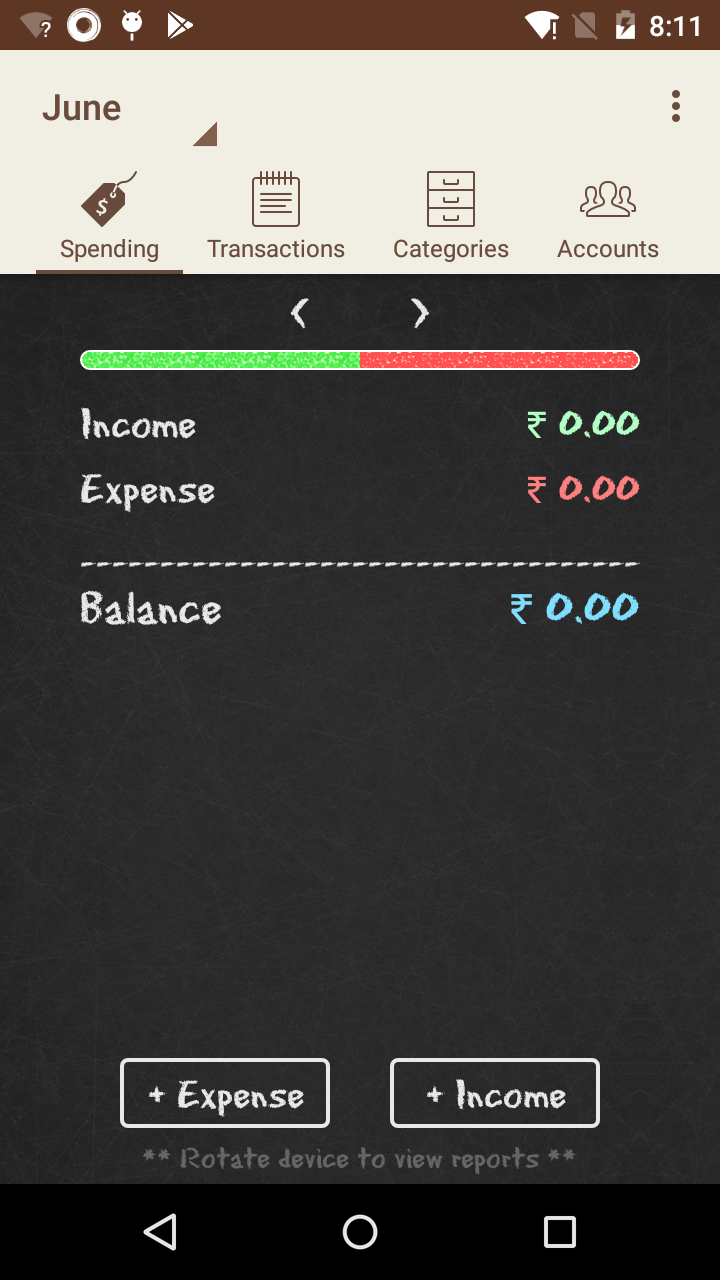 8:11
June
Spending Transactions Categories Accounts
Income ₹ 0.00
Expense ₹ 0.00
Balance ₹ 0.00
+ Expense + Income
** Rotate device to view reports **